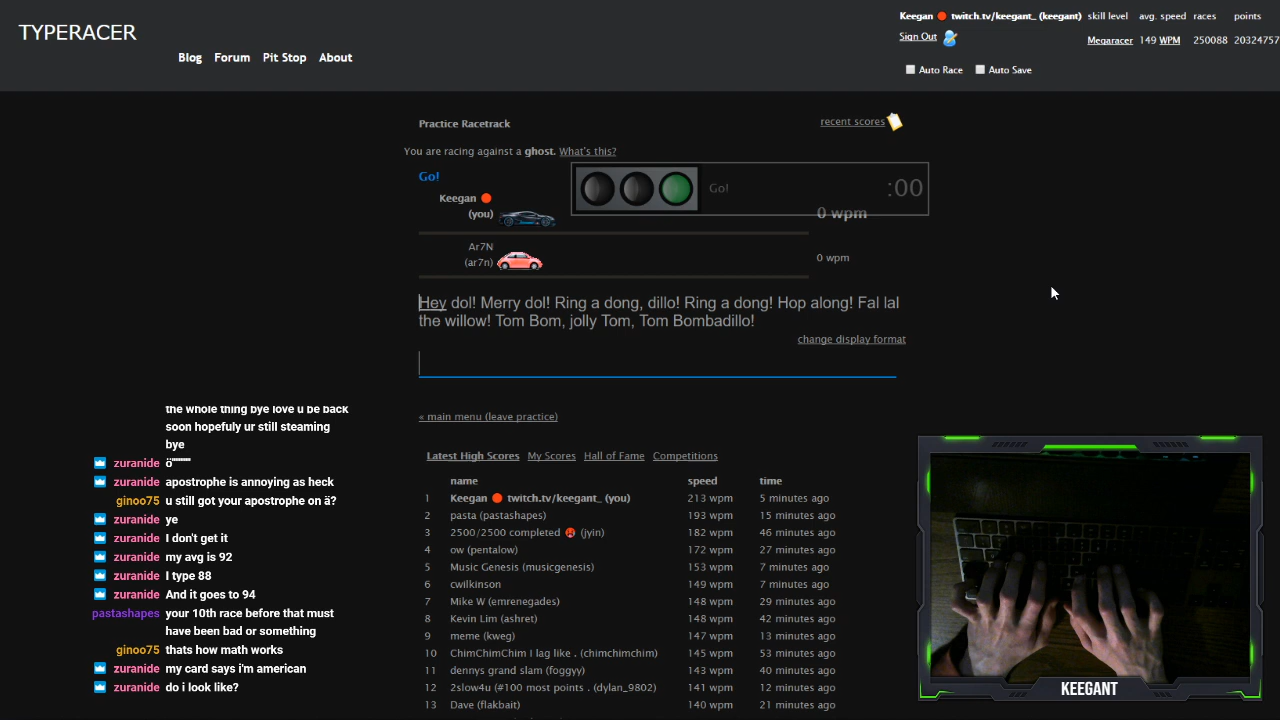 TYPERACER
Blog Forum Pit Stop About
Keegan twitch.tv/keegant_ (keegant) skill level avg. speed races points
Sign Out Megaracer 149 WPM 250088 20324757
Auto Race Auto Save
Practice Racetrack recent scores
You are racing against a ghost. What's this?
Go! Go! :00
Keegan
(you) 0 wpm
Ar7N
(ar7n) 0 wpm
Hey dol! Merry dol! Ring a dong, dillo! Ring a dong! Hop along! Fal lal
the willow! Tom Bom, jolly Tom, Tom Bombadillo!
change display format
« main menu (leave practice)
Latest High Scores My Scores Hall of Fame Competitions
name speed time
1 Keegan twitch.tv/keegant_ (you) 213 wpm 5 minutes ago
2 pasta (pastashapes) 193 wpm 15 minutes ago
3 2500/2500 completed (jyin) 182 wpm 46 minutes ago
4 ow (pentalow) 172 wpm 27 minutes ago
5 Music Genesis (musicgenesis) 153 wpm 7 minutes ago
6 cwilkinson 149 wpm 7 minutes ago
7 Mike W (emrenegades) 148 wpm 29 minutes ago
8 Kevin Lim (ashret) 148 wpm 42 minutes ago
9 meme (kweg) 147 wpm 13 minutes ago
10 ChimChimChim I lag like . (chimchimchim) 145 wpm 53 minutes ago
11 dennys grand slam (foggyy) 143 wpm 40 minutes ago
12 2slow4u (#100 most points . (dylan_9802) 141 wpm 12 minutes ago
13 Dave (flakbait) 140 wpm 21 minutes ago
the whole thing bye love u be back
soon hopefuly ur still steaming
bye
zuranide ö'''''''''
zuranide apostrophe is annoying as heck
ginoo75 u still got your apostrophe on ä?
zuranide ye
zuranide I don't get it
zuranide my avg is 92
zuranide I type 88
zuranide And it goes to 94
pastashapes your 10th race before that must
have been bad or something
ginoo75 thats how math works
zuranide my card says i'm american
zuranide do i look like?
KEEGANT